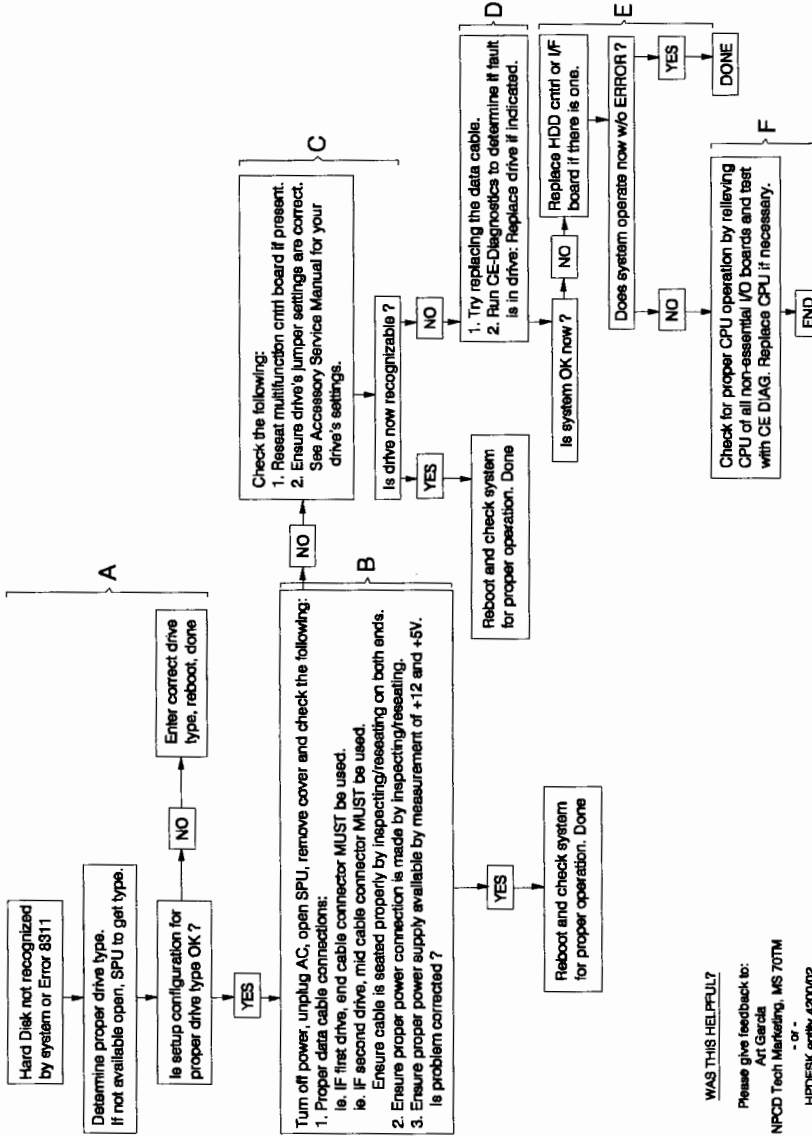 Hard Disk not recognized
by system or Error 8311
Determine proper drive type.
If not available open, SPU to get type.
Is setup configuration for
proper drive type OK ?
NO
Enter correct drive
type, reboot, done
A
YES
Turn off power, unplug AC, open SPU, remove cover and check the following:
1. Proper data cable connections:
ie. IF first drive, end cable connector MUST be used.
ie. IF second drive, mid cable connector MUST be used.
Ensure cable is seated properly by inspecting/reseating on both ends.
2. Ensure proper power connection is made by inspecting/reseating.
3. Ensure proper power supply available by measurement of +12 and +5V.
Is problem corrected ?
B
YES
Reboot and check system
for proper operation. Done
NO
Check the following:
1. Reseat multifunction cntrl board if present.
2. Ensure drive's jumper settings are correct.
See Accessory Service Manual for your
drive's settings.
C
Is drive now recognizable ?
YES
Reboot and check system
for proper operation. Done
NO
1. Try replacing the data cable.
2. Run CE-Diagnostics to determine if fault
is in drive: Replace drive if indicated.
D
Is system OK now ?
NO
Replace HDD cntrl or I/F
board if there is one.
Does system operate now w/o ERROR ?
E
YES
DONE
NO
Check for proper CPU operation by relieving
CPU of all non-essential I/O boards and test
with CE DIAG. Replace CPU if necessary.
F
END
WAS THIS HELPFUL?
Please give feedback to:
Art Garcia
NPCD Tech Marketing, MS 70TM
- or -
HPDESK entity 4200/02